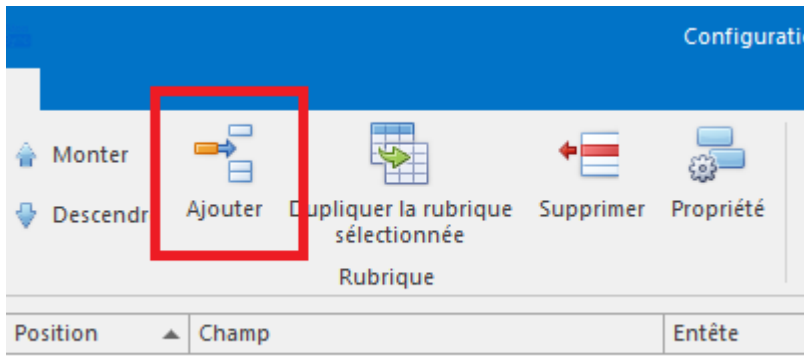 Configurati
Monter
Descendr
Ajouter
Dupliquer la rubrique
sélectionnée
Supprimer
Propriété
Rubrique
Position
Champ
Entête